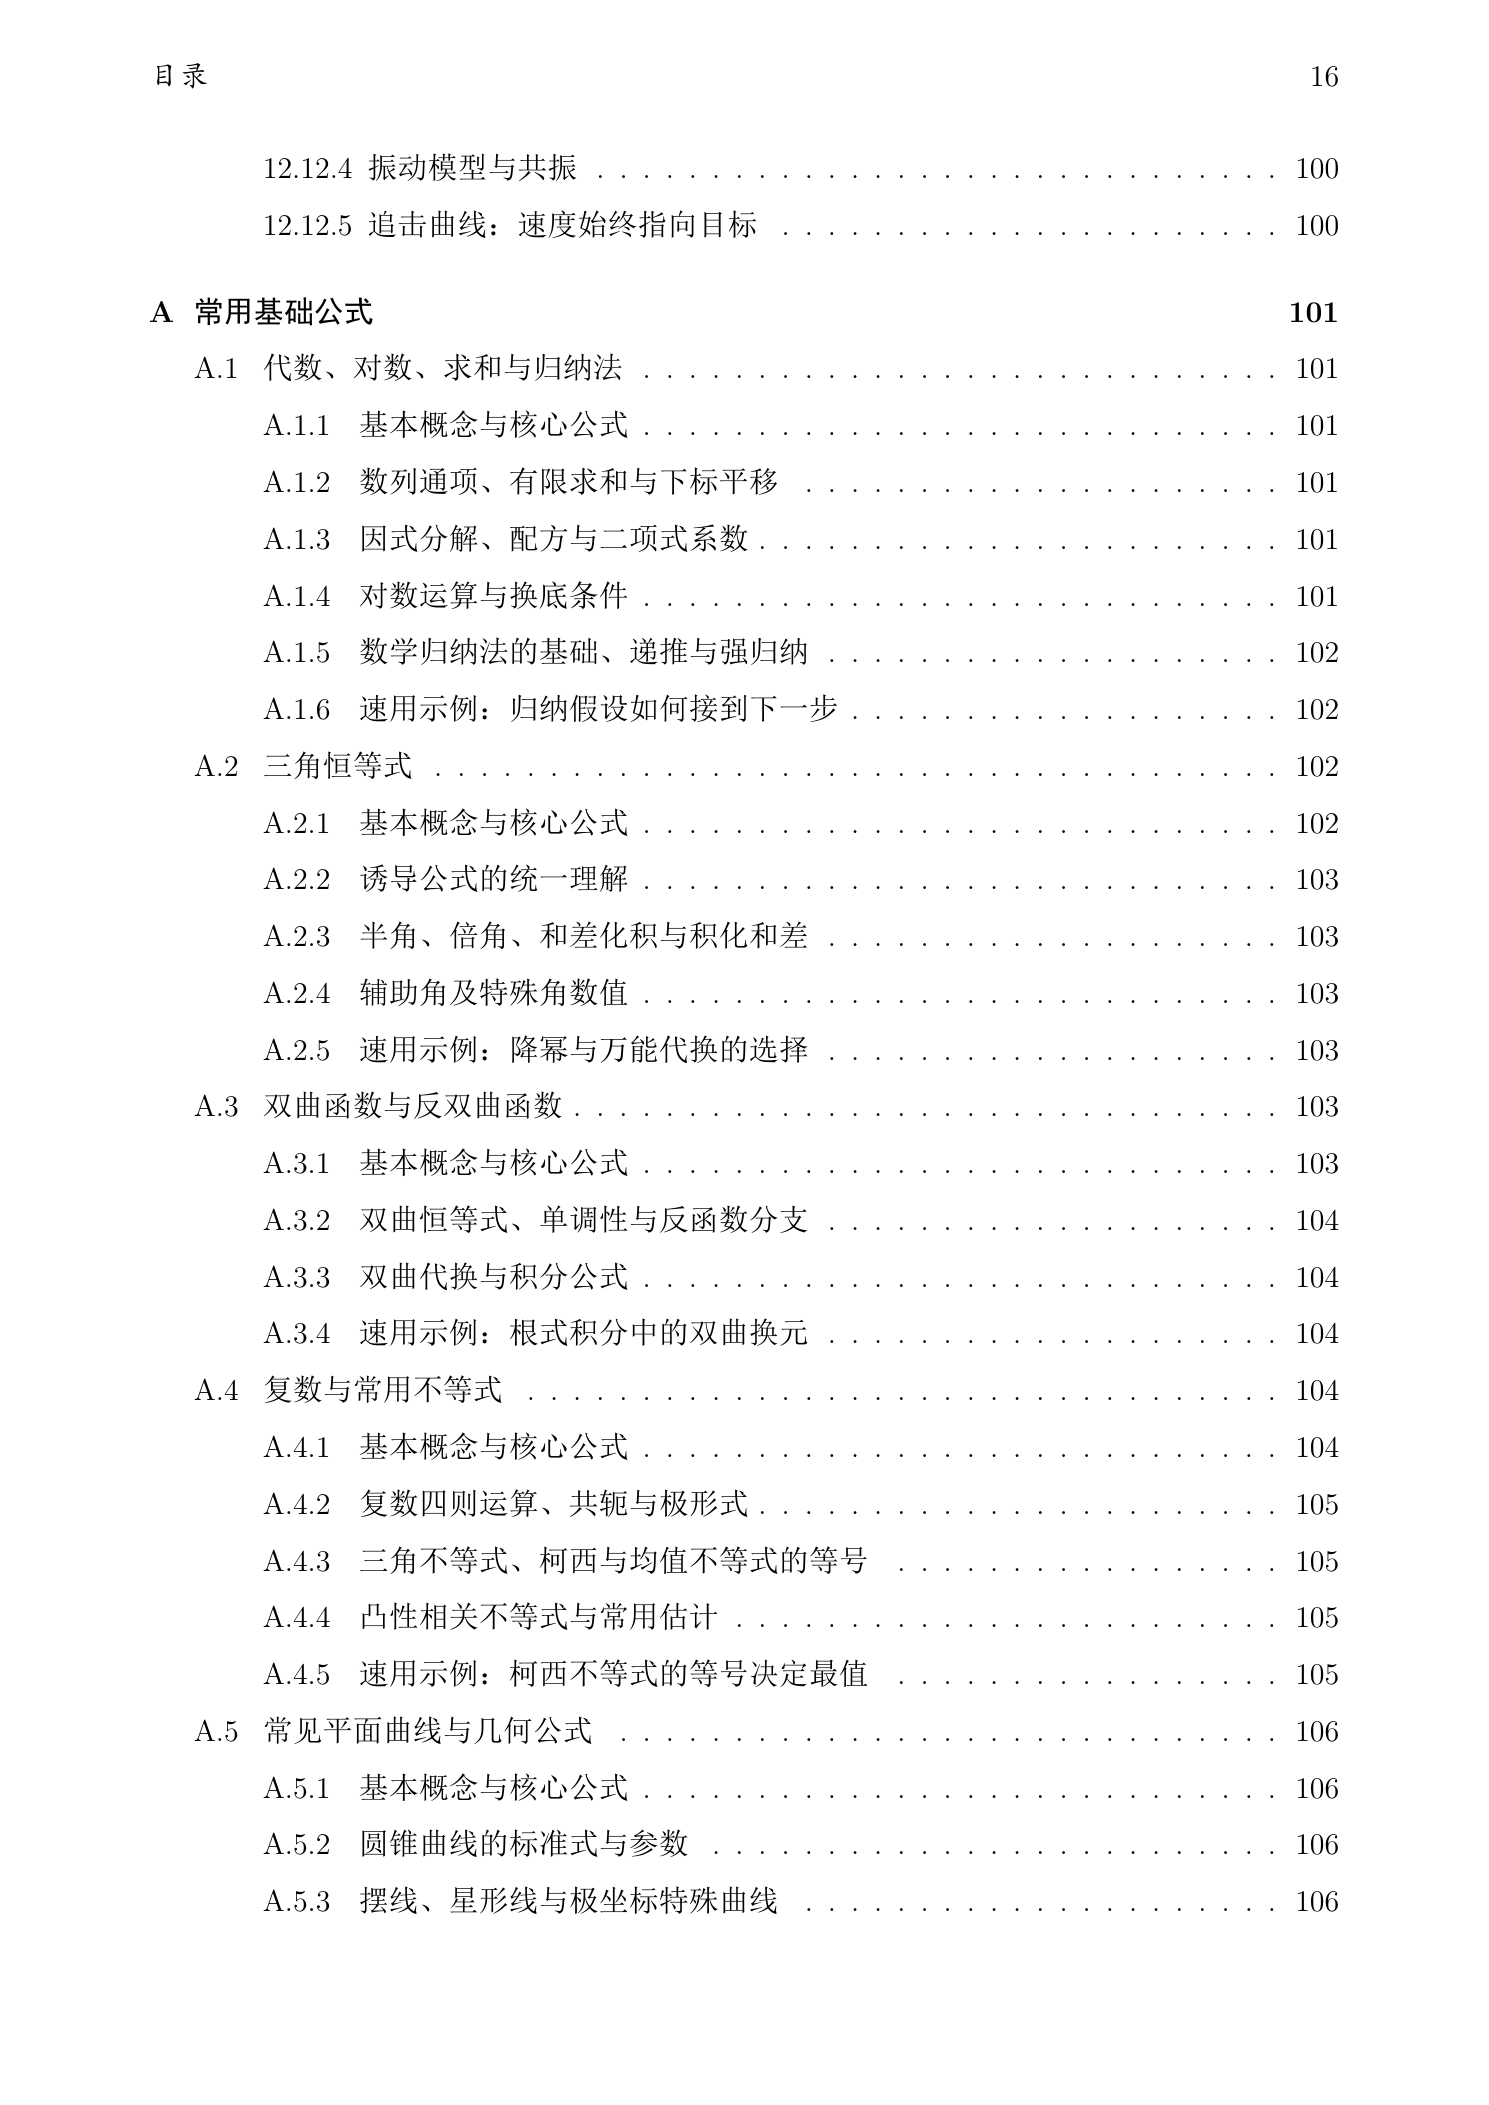 目录 16
12.12.4 振动模型与共振 . . . . . . . . . . . . . . . . . . . . . . . . . . . . . . 100
12.12.5 追击曲线：速度始终指向目标 . . . . . . . . . . . . . . . . . . . . . . 100
A 常用基础公式 101
A.1 代数、对数、求和与归纳法 . . . . . . . . . . . . . . . . . . . . . . . . . . . . 101
A.1.1 基本概念与核心公式 . . . . . . . . . . . . . . . . . . . . . . . . . . . . 101
A.1.2 数列通项、有限求和与下标平移 . . . . . . . . . . . . . . . . . . . . . 101
A.1.3 因式分解、配方与二项式系数 . . . . . . . . . . . . . . . . . . . . . . . 101
A.1.4 对数运算与换底条件 . . . . . . . . . . . . . . . . . . . . . . . . . . . . 101
A.1.5 数学归纳法的基础、递推与强归纳 . . . . . . . . . . . . . . . . . . . . 102
A.1.6 速用示例：归纳假设如何接到下一步 . . . . . . . . . . . . . . . . . . . 102
A.2 三角恒等式 . . . . . . . . . . . . . . . . . . . . . . . . . . . . . . . . . . . . . 102
A.2.1 基本概念与核心公式 . . . . . . . . . . . . . . . . . . . . . . . . . . . . 102
A.2.2 诱导公式的统一理解 . . . . . . . . . . . . . . . . . . . . . . . . . . . . 103
A.2.3 半角、倍角、和差化积与积化和差 . . . . . . . . . . . . . . . . . . . . 103
A.2.4 辅助角及特殊角数值 . . . . . . . . . . . . . . . . . . . . . . . . . . . . 103
A.2.5 速用示例：降幂与万能代换的选择 . . . . . . . . . . . . . . . . . . . . 103
A.3 双曲函数与反双曲函数 . . . . . . . . . . . . . . . . . . . . . . . . . . . . . . . 103
A.3.1 基本概念与核心公式 . . . . . . . . . . . . . . . . . . . . . . . . . . . . 103
A.3.2 双曲恒等式、单调性与反函数分支 . . . . . . . . . . . . . . . . . . . . 104
A.3.3 双曲代换与积分公式 . . . . . . . . . . . . . . . . . . . . . . . . . . . . 104
A.3.4 速用示例：根式积分中的双曲换元 . . . . . . . . . . . . . . . . . . . . 104
A.4 复数与常用不等式 . . . . . . . . . . . . . . . . . . . . . . . . . . . . . . . . . 104
A.4.1 基本概念与核心公式 . . . . . . . . . . . . . . . . . . . . . . . . . . . . 104
A.4.2 复数四则运算、共轭与极形式 . . . . . . . . . . . . . . . . . . . . . . . 105
A.4.3 三角不等式、柯西与均值不等式的等号 . . . . . . . . . . . . . . . . . 105
A.4.4 凸性相关不等式与常用估计 . . . . . . . . . . . . . . . . . . . . . . . . 105
A.4.5 速用示例：柯西不等式的等号决定最值 . . . . . . . . . . . . . . . . . 105
A.5 常见平面曲线与几何公式 . . . . . . . . . . . . . . . . . . . . . . . . . . . . . 106
A.5.1 基本概念与核心公式 . . . . . . . . . . . . . . . . . . . . . . . . . . . . 106
A.5.2 圆锥曲线的标准式与参数 . . . . . . . . . . . . . . . . . . . . . . . . . 106
A.5.3 摆线、星形线与极坐标特殊曲线 . . . . . . . . . . . . . . . . . . . . . 106